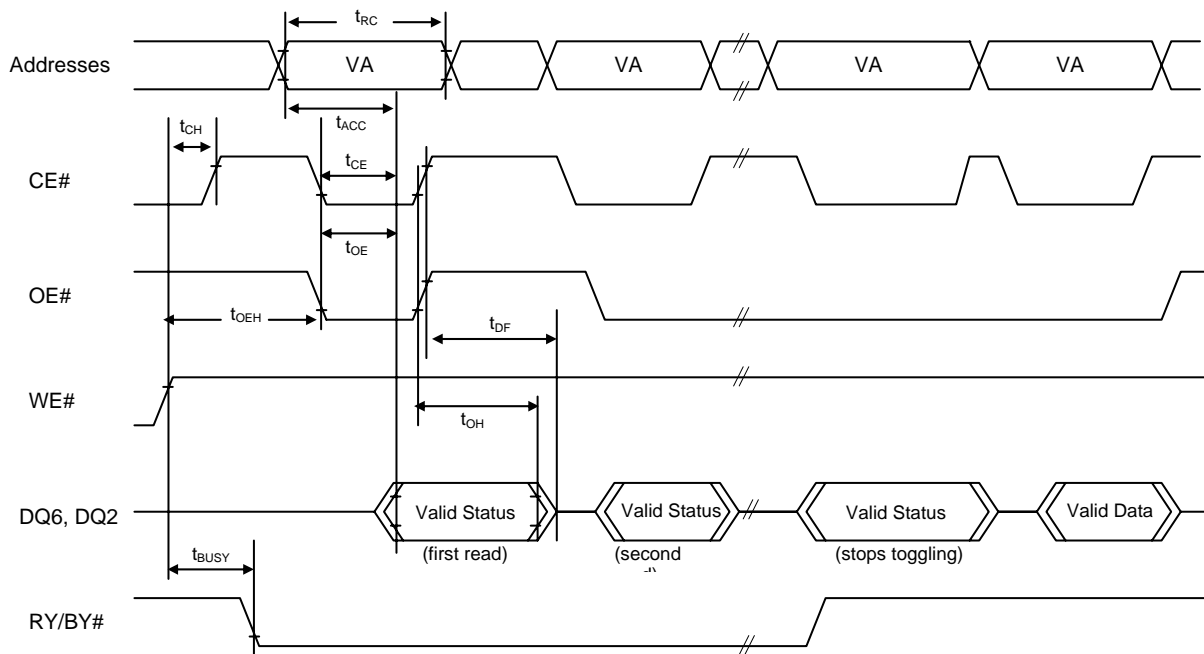 tRC
Addresses VA VA VA VA
tACC
tCH
tCE
CE#
tOE
OE#
tOEH
tDF
WE#
tOH
DQ6, DQ2 Valid Status Valid Status Valid Status Valid Data
(first read) (second (stops toggling)
tBUSY
RY/BY#